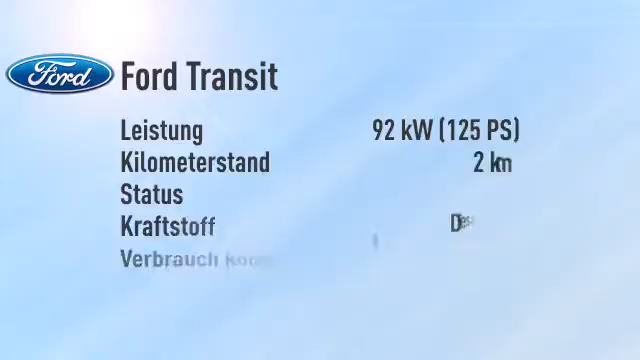 Ford Ford Transit
Leistung 92 kW (125 PS)
Kilometerstand 2 km
Status
Kraftstoff
Verbrauch